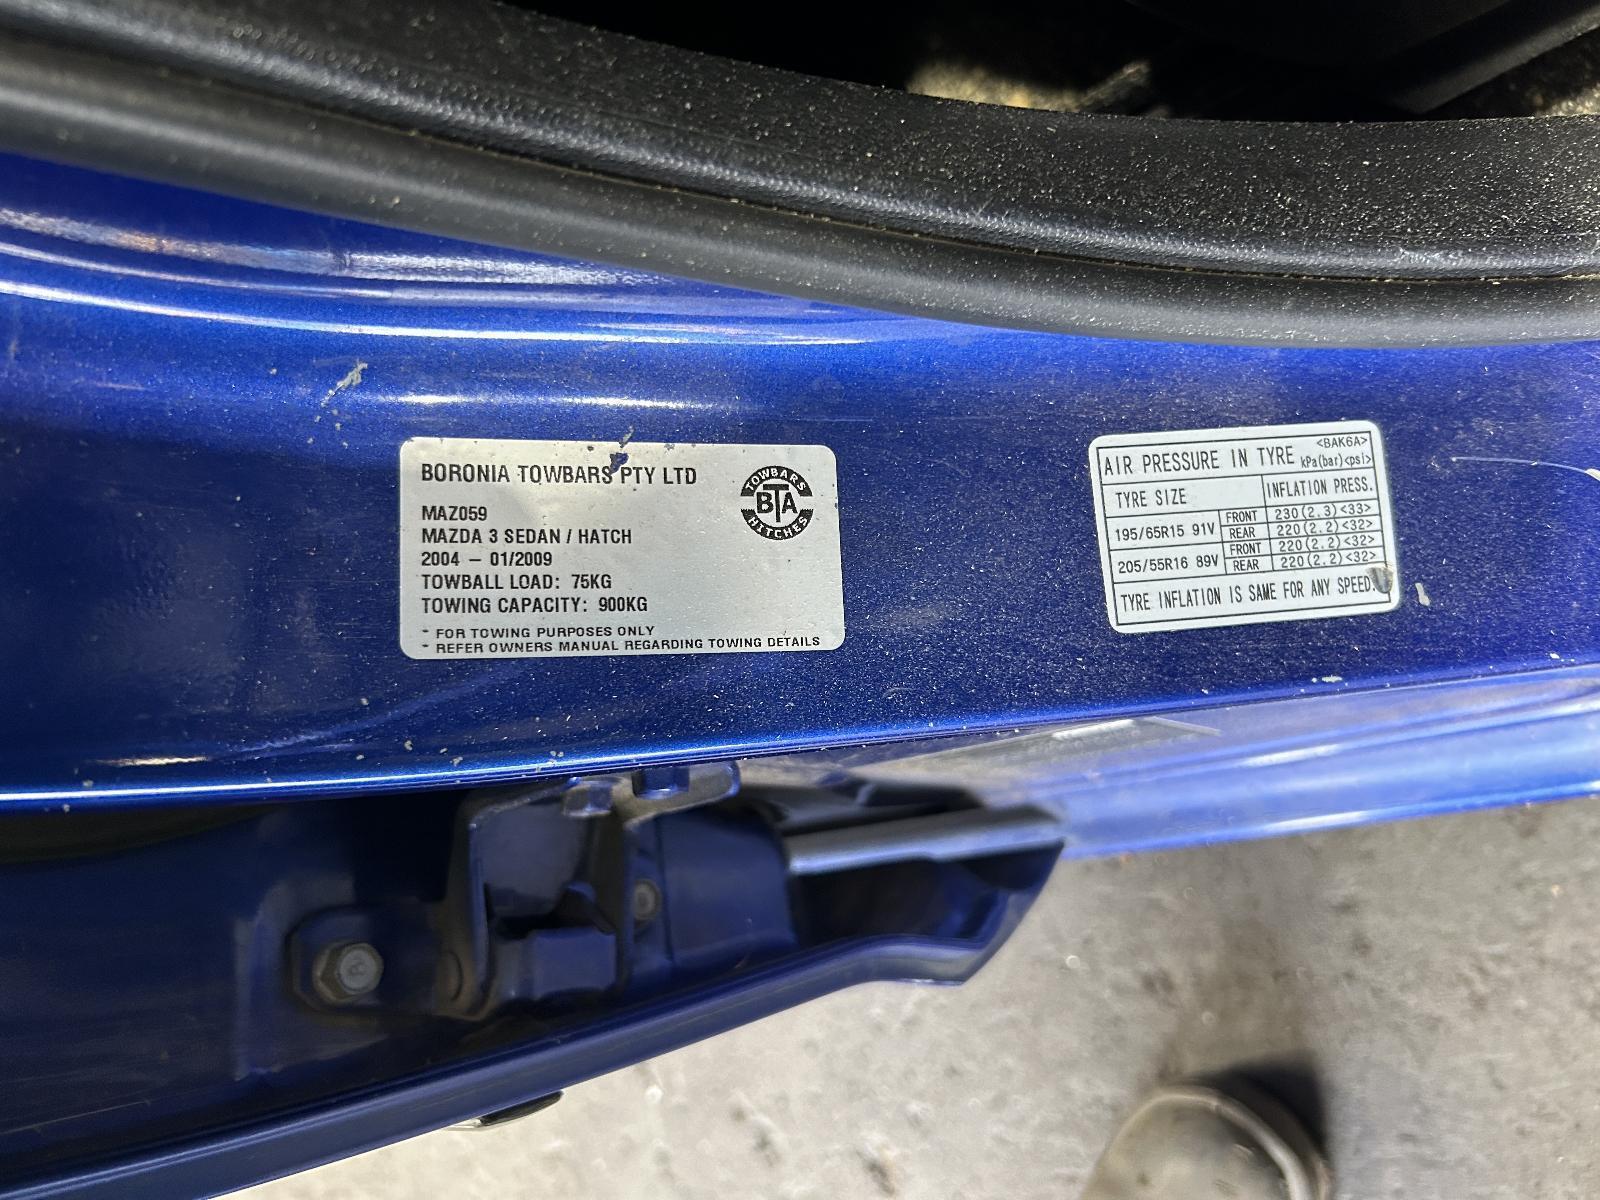 BORONIA TOWBARS PTY LTD
MAZ059
MAZDA 3 SEDAN / HATCH
2004 - 01/2009
TOWBALL LOAD: 75KG
TOWING CAPACITY: 900KG
* FOR TOWING PURPOSES ONLY
* REFER OWNERS MANUAL REGARDING TOWING DETAILS
TOWBARS
BTA
HITCHES
<BAK6A>
AIR PRESSURE IN TYRE kPa(bar)<psi>
TYRE SIZE INFLATION PRESS.
195/65R15 91V FRONT 230(2.3)<33>
REAR 220(2.2)<32>
205/55R16 89V FRONT 220(2.2)<32>
REAR 220(2.2)<32>
TYRE INFLATION IS SAME FOR ANY SPEED.